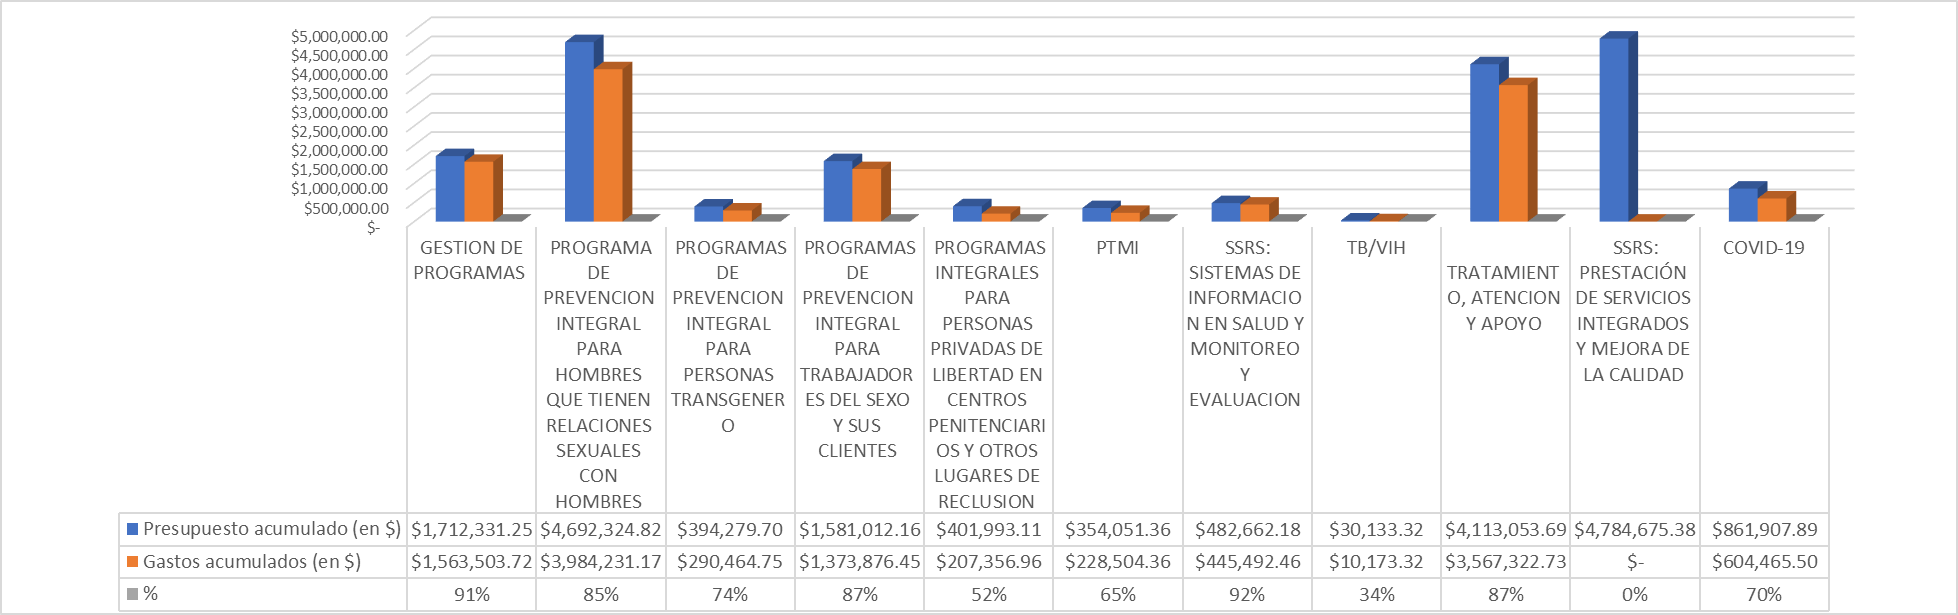 $5,000,000.00
$4,500,000.00
$4,000,000.00
$3,500,000.00
$3,000,000.00
$2,500,000.00
$2,000,000.00
$1,500,000.00
$1,000,000.00
$500,000.00
$-
GESTION DE
PROGRAMAS
PROGRAMA
DE
PREVENCION
INTEGRAL
PARA
HOMBRES
QUE TIENEN
RELACIONES
SEXUALES
CON
HOMBRES
PROGRAMAS
DE
PREVENCION
INTEGRAL
PARA
PERSONAS
TRANSGENER
O
PROGRAMAS
DE
PREVENCION
INTEGRAL
PARA
TRABAJADOR
ES DEL SEXO
Y SUS
CLIENTES
PROGRAMAS
INTEGRALES
PARA
PERSONAS
PRIVADAS DE
LIBERTAD EN
CENTROS
PENITENCIARI
OS Y OTROS
LUGARES DE
RECLUSION
PTMI
SSRS:
SISTEMAS DE
INFORMACIO
N EN SALUD Y
MONITOREO
Y
EVALUACION
TB/VIH
TRATAMIENT
O, ATENCION
Y APOYO
SSRS:
PRESTACIÓN
DE SERVICIOS
INTEGRADOS
Y MEJORA DE
LA CALIDAD
COVID-19
Presupuesto acumulado (en $) $1,712,331.25 $4,692,324.82 $394,279.70 $1,581,012.16 $401,993.11 $354,051.36 $482,662.18 $30,133.32 $4,113,053.69 $4,784,675.38 $861,907.89
Gastos acumulados (en $) $1,563,503.72 $3,984,231.17 $290,464.75 $1,373,876.45 $207,356.96 $228,504.36 $445,492.46 $10,173.32 $3,567,322.73 $- $604,465.50
% 91% 85% 74% 87% 52% 65% 92% 34% 87% 0% 70%